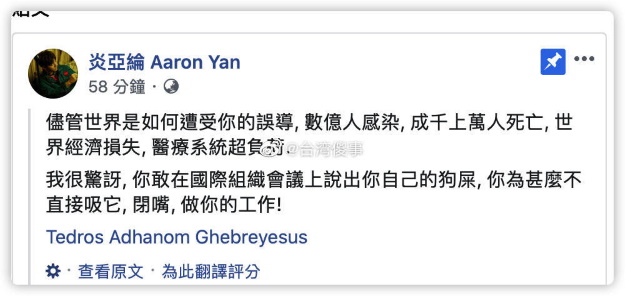 炎亞綸 Aaron Yan
58 分鐘 ·
儘管世界是如何遭受你的誤導, 數億人感染, 成千上萬人死亡, 世
界經濟損失, 醫療系統超負荷.
@台灣傻事
我很驚訝, 你敢在國際組織會議上說出你自己的狗屎, 你為甚麼不
直接吸它, 閉嘴, 做你的工作!
Tedros Adhanom Ghebreyesus
· 查看原文 · 為此翻譯評分